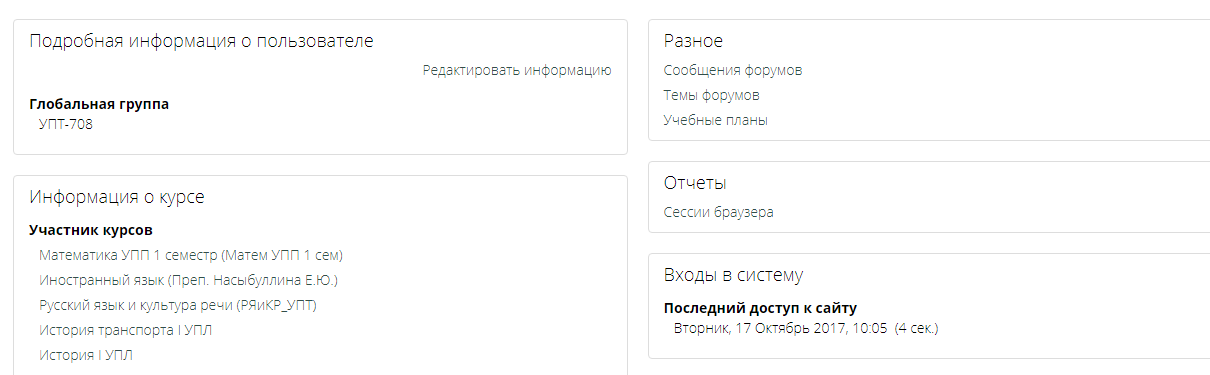 Подробная информация о пользователе
Редактировать информацию
Глобальная группа
УПТ-708
Информация о курсе
Участник курсов
Математика УПП 1 семестр (Матем УПП 1 сем)
Иностранный язык (Преп. Насыбуллина Е.Ю.)
Русский язык и культура речи (РЯиКР_УПТ)
История транспорта I УПЛ
История I УПЛ
Разное
Сообщения форумов
Темы форумов
Учебные планы
Отчеты
Сессии браузера
Входы в систему
Последний доступ к сайту
Вторник, 17 Октябрь 2017, 10:05 (4 сек.)